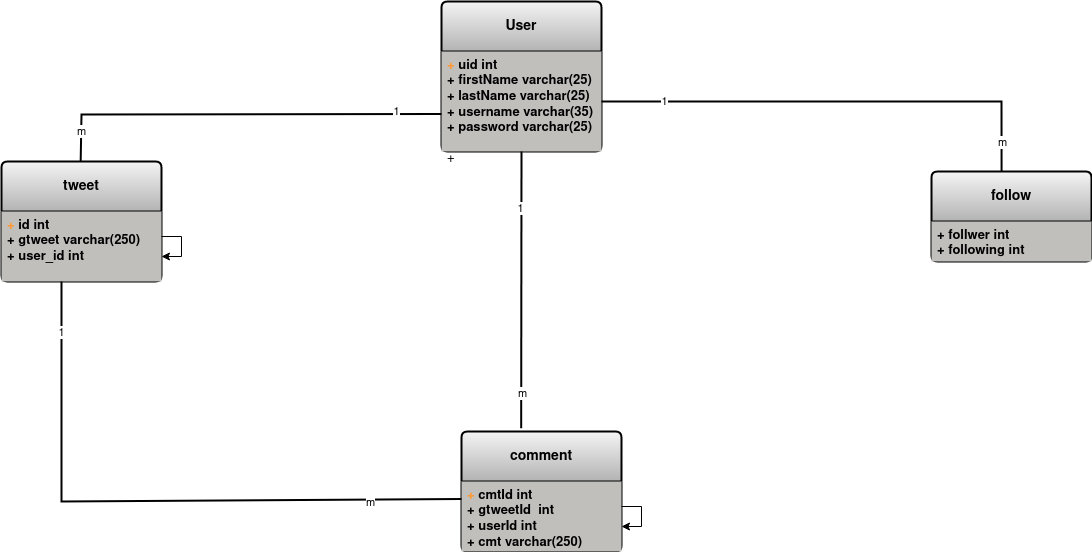 User
+ uid int
+ firstName varchar(25)
+ lastName varchar(25)
+ username varchar(35)
+ password varchar(25)
+
1
1
m
m
tweet
+ id int
+ gtweet varchar(250)
+ user_id int
follow
+ follwer int
+ following int
1
1
m
m
comment
+ cmtId int
+ gtweetId  int
+ userId int
+ cmt varchar(250)